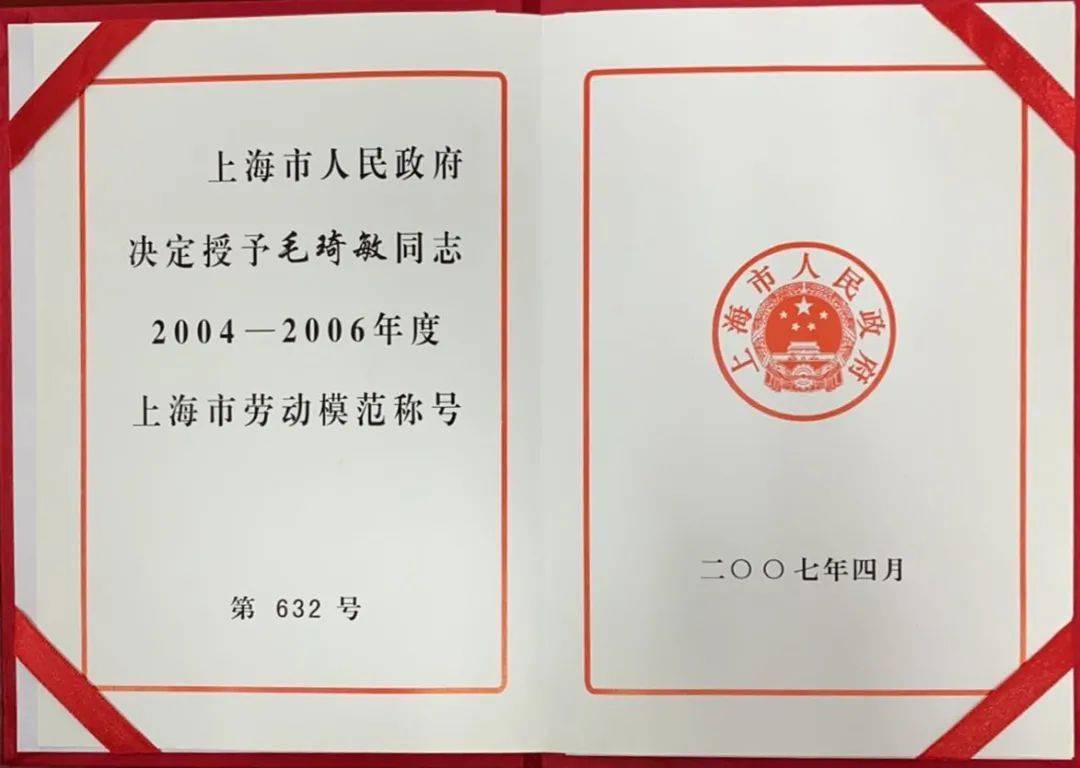 上海市人民政府
决定授予毛琦敏同志
2004—2006年度
上海市劳动模范称号
第 632 号
上海市人民政府
二〇〇七年四月